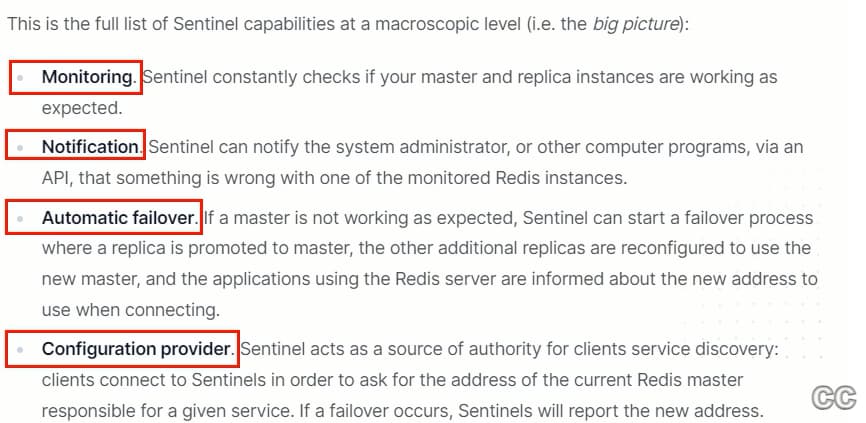 This is the full list of Sentinel capabilities at a macroscopic level (i.e. the big picture):
Monitoring. Sentinel constantly checks if your master and replica instances are working as
expected.
Notification. Sentinel can notify the system administrator, or other computer programs, via an
API, that something is wrong with one of the monitored Redis instances.
Automatic failover. If a master is not working as expected, Sentinel can start a failover process
where a replica is promoted to master, the other additional replicas are reconfigured to use the
new master, and the applications using the Redis server are informed about the new address to
use when connecting.
Configuration provider. Sentinel acts as a source of authority for clients service discovery:
clients connect to Sentinels in order to ask for the address of the current Redis master
responsible for a given service. If a failover occurs, Sentinels will report the new address.
CC